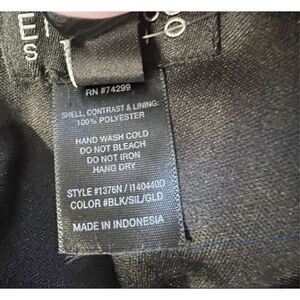 RN #74299
SHELL, CONTRAST & LINING:
100% POLYESTER
HAND WASH COLD
DO NOT BLEACH
DO NOT IRON
HANG DRY
STYLE #1376N / I140440D
COLOR #BLK/SIL/GLD
MADE IN INDONESIA